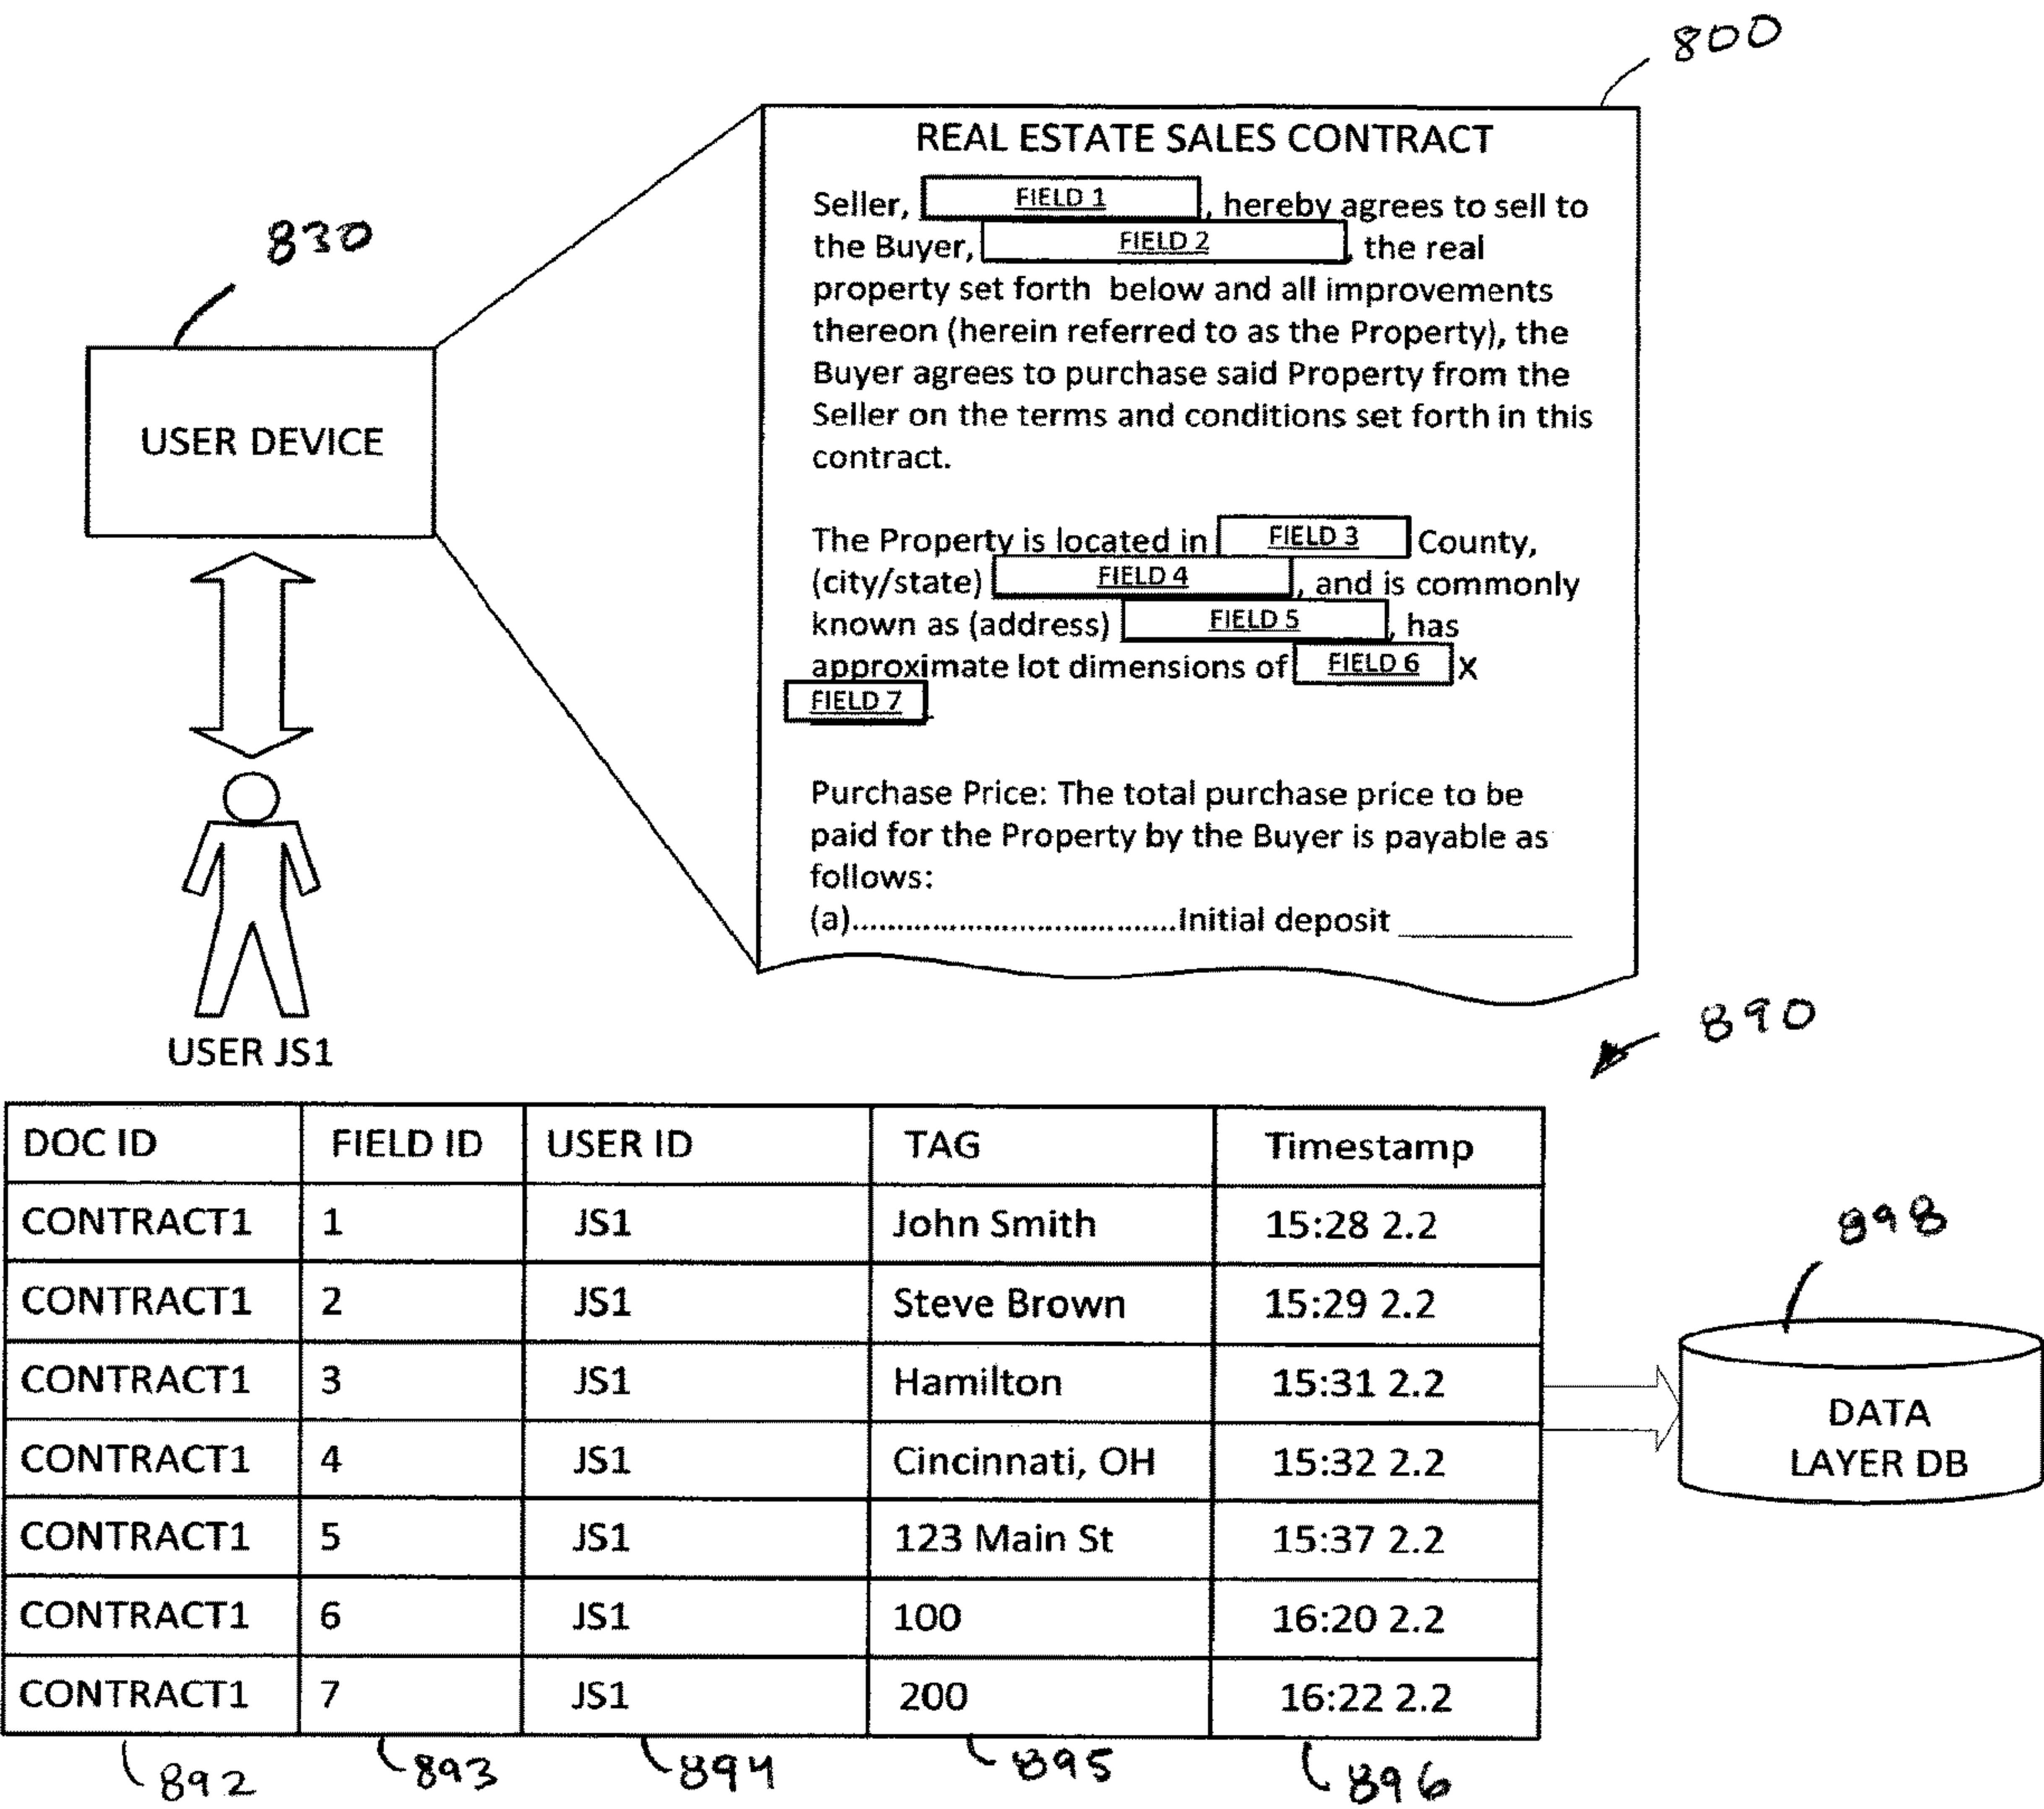 800
REAL ESTATE SALES CONTRACT
Seller, FIELD 1, hereby agrees to sell to
the Buyer, FIELD 2, the real
property set forth below and all improvements
thereon (herein referred to as the Property), the
Buyer agrees to purchase said Property from the
Seller on the terms and conditions set forth in this
contract.
The Property is located in FIELD 3 County,
(city/state) FIELD 4, and is commonly
known as (address) FIELD 5, has
approximate lot dimensions of FIELD 6 X
FIELD 7.
Purchase Price: The total purchase price to be
paid for the Property by the Buyer is payable as
follows:
(a)....................................Initial deposit __________
830
USER DEVICE
USER JS1
890
DOC ID FIELD ID USER ID TAG Timestamp
CONTRACT1 1 JS1 John Smith 15:28 2.2
CONTRACT1 2 JS1 Steve Brown 15:29 2.2
CONTRACT1 3 JS1 Hamilton 15:31 2.2
CONTRACT1 4 JS1 Cincinnati, OH 15:32 2.2
CONTRACT1 5 JS1 123 Main St 15:37 2.2
CONTRACT1 6 JS1 100 16:20 2.2
CONTRACT1 7 JS1 200 16:22 2.2
892 893 894 895 896
898
DATA
LAYER DB